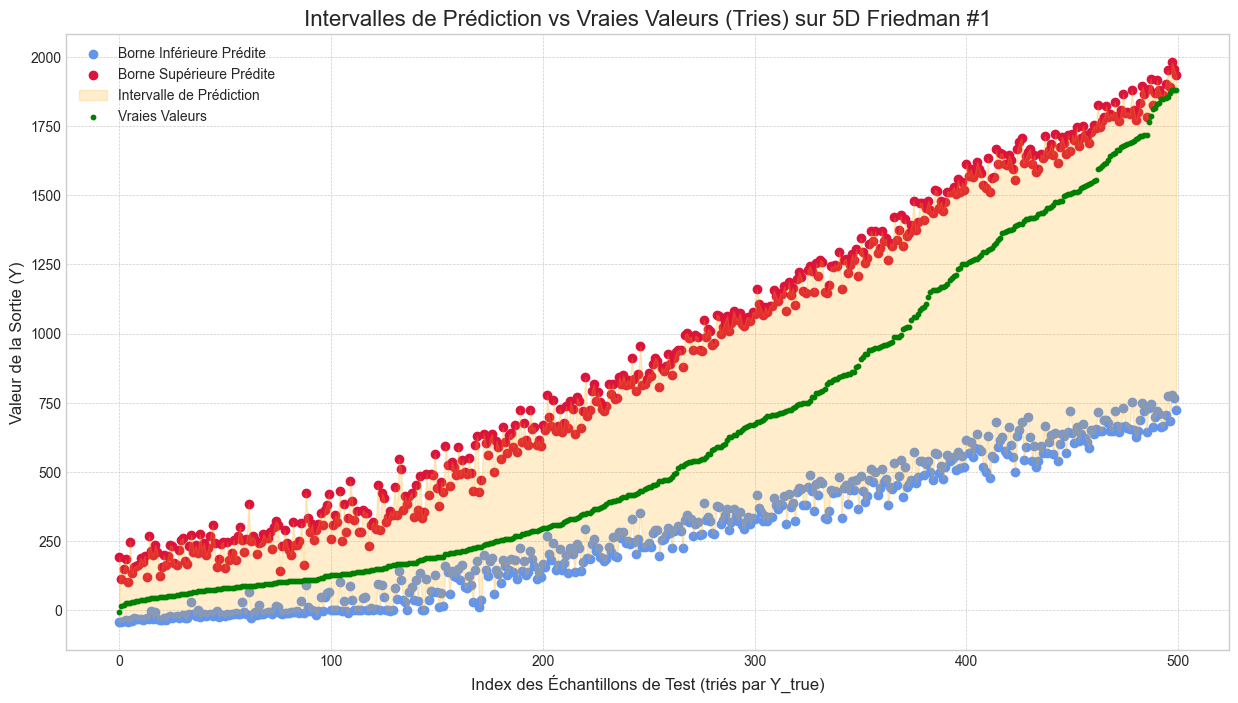 Intervalles de Prédiction vs Vraies Valeurs (Tries) sur 5D Friedman #1
Borne Inférieure Prédite
Borne Supérieure Prédite
Intervalle de Prédiction
Vraies Valeurs
Valeur de la Sortie (Y)
2000
1750
1500
1250
1000
750
500
250
0
0 100 200 300 400 500
Index des Échantillons de Test (triés par Y_true)